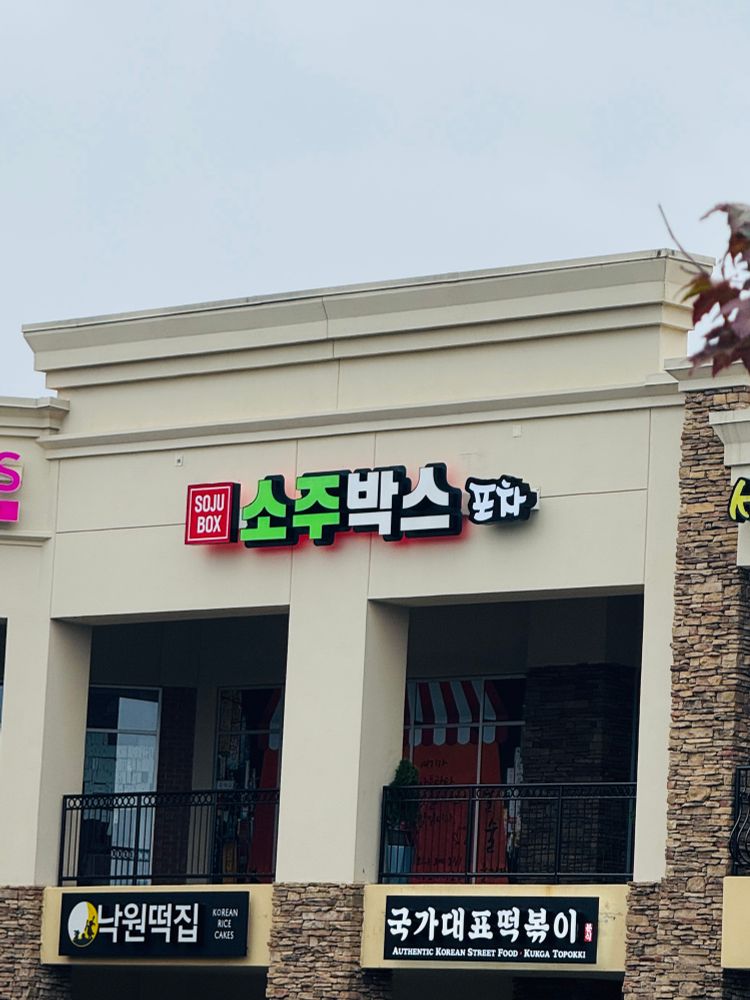 SOJU
BOX
소주박스 포차
낙원떡집
KOREAN
RICE
CAKES
국가대표떡볶이
AUTHENTIC KOREAN STREET FOOD · KUKGA TOPOKKI